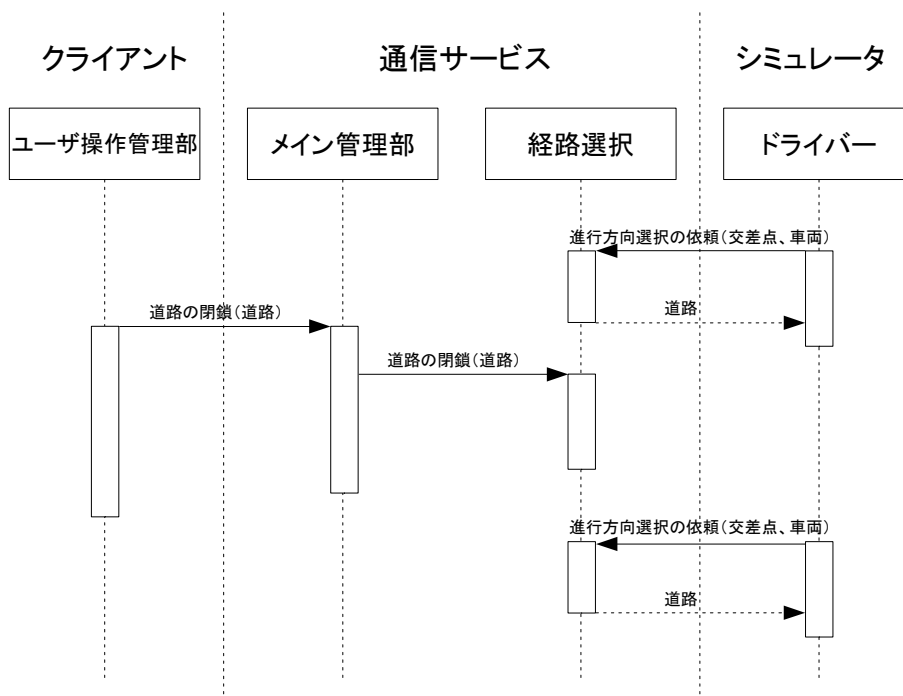 クライアント
通信サービス
シミュレータ
ユーザ操作管理部
メイン管理部
経路選択
ドライバー
進行方向選択の依頼(交差点、車両)
道路
道路の閉鎖(道路)
道路の閉鎖(道路)
進行方向選択の依頼(交差点、車両)
道路